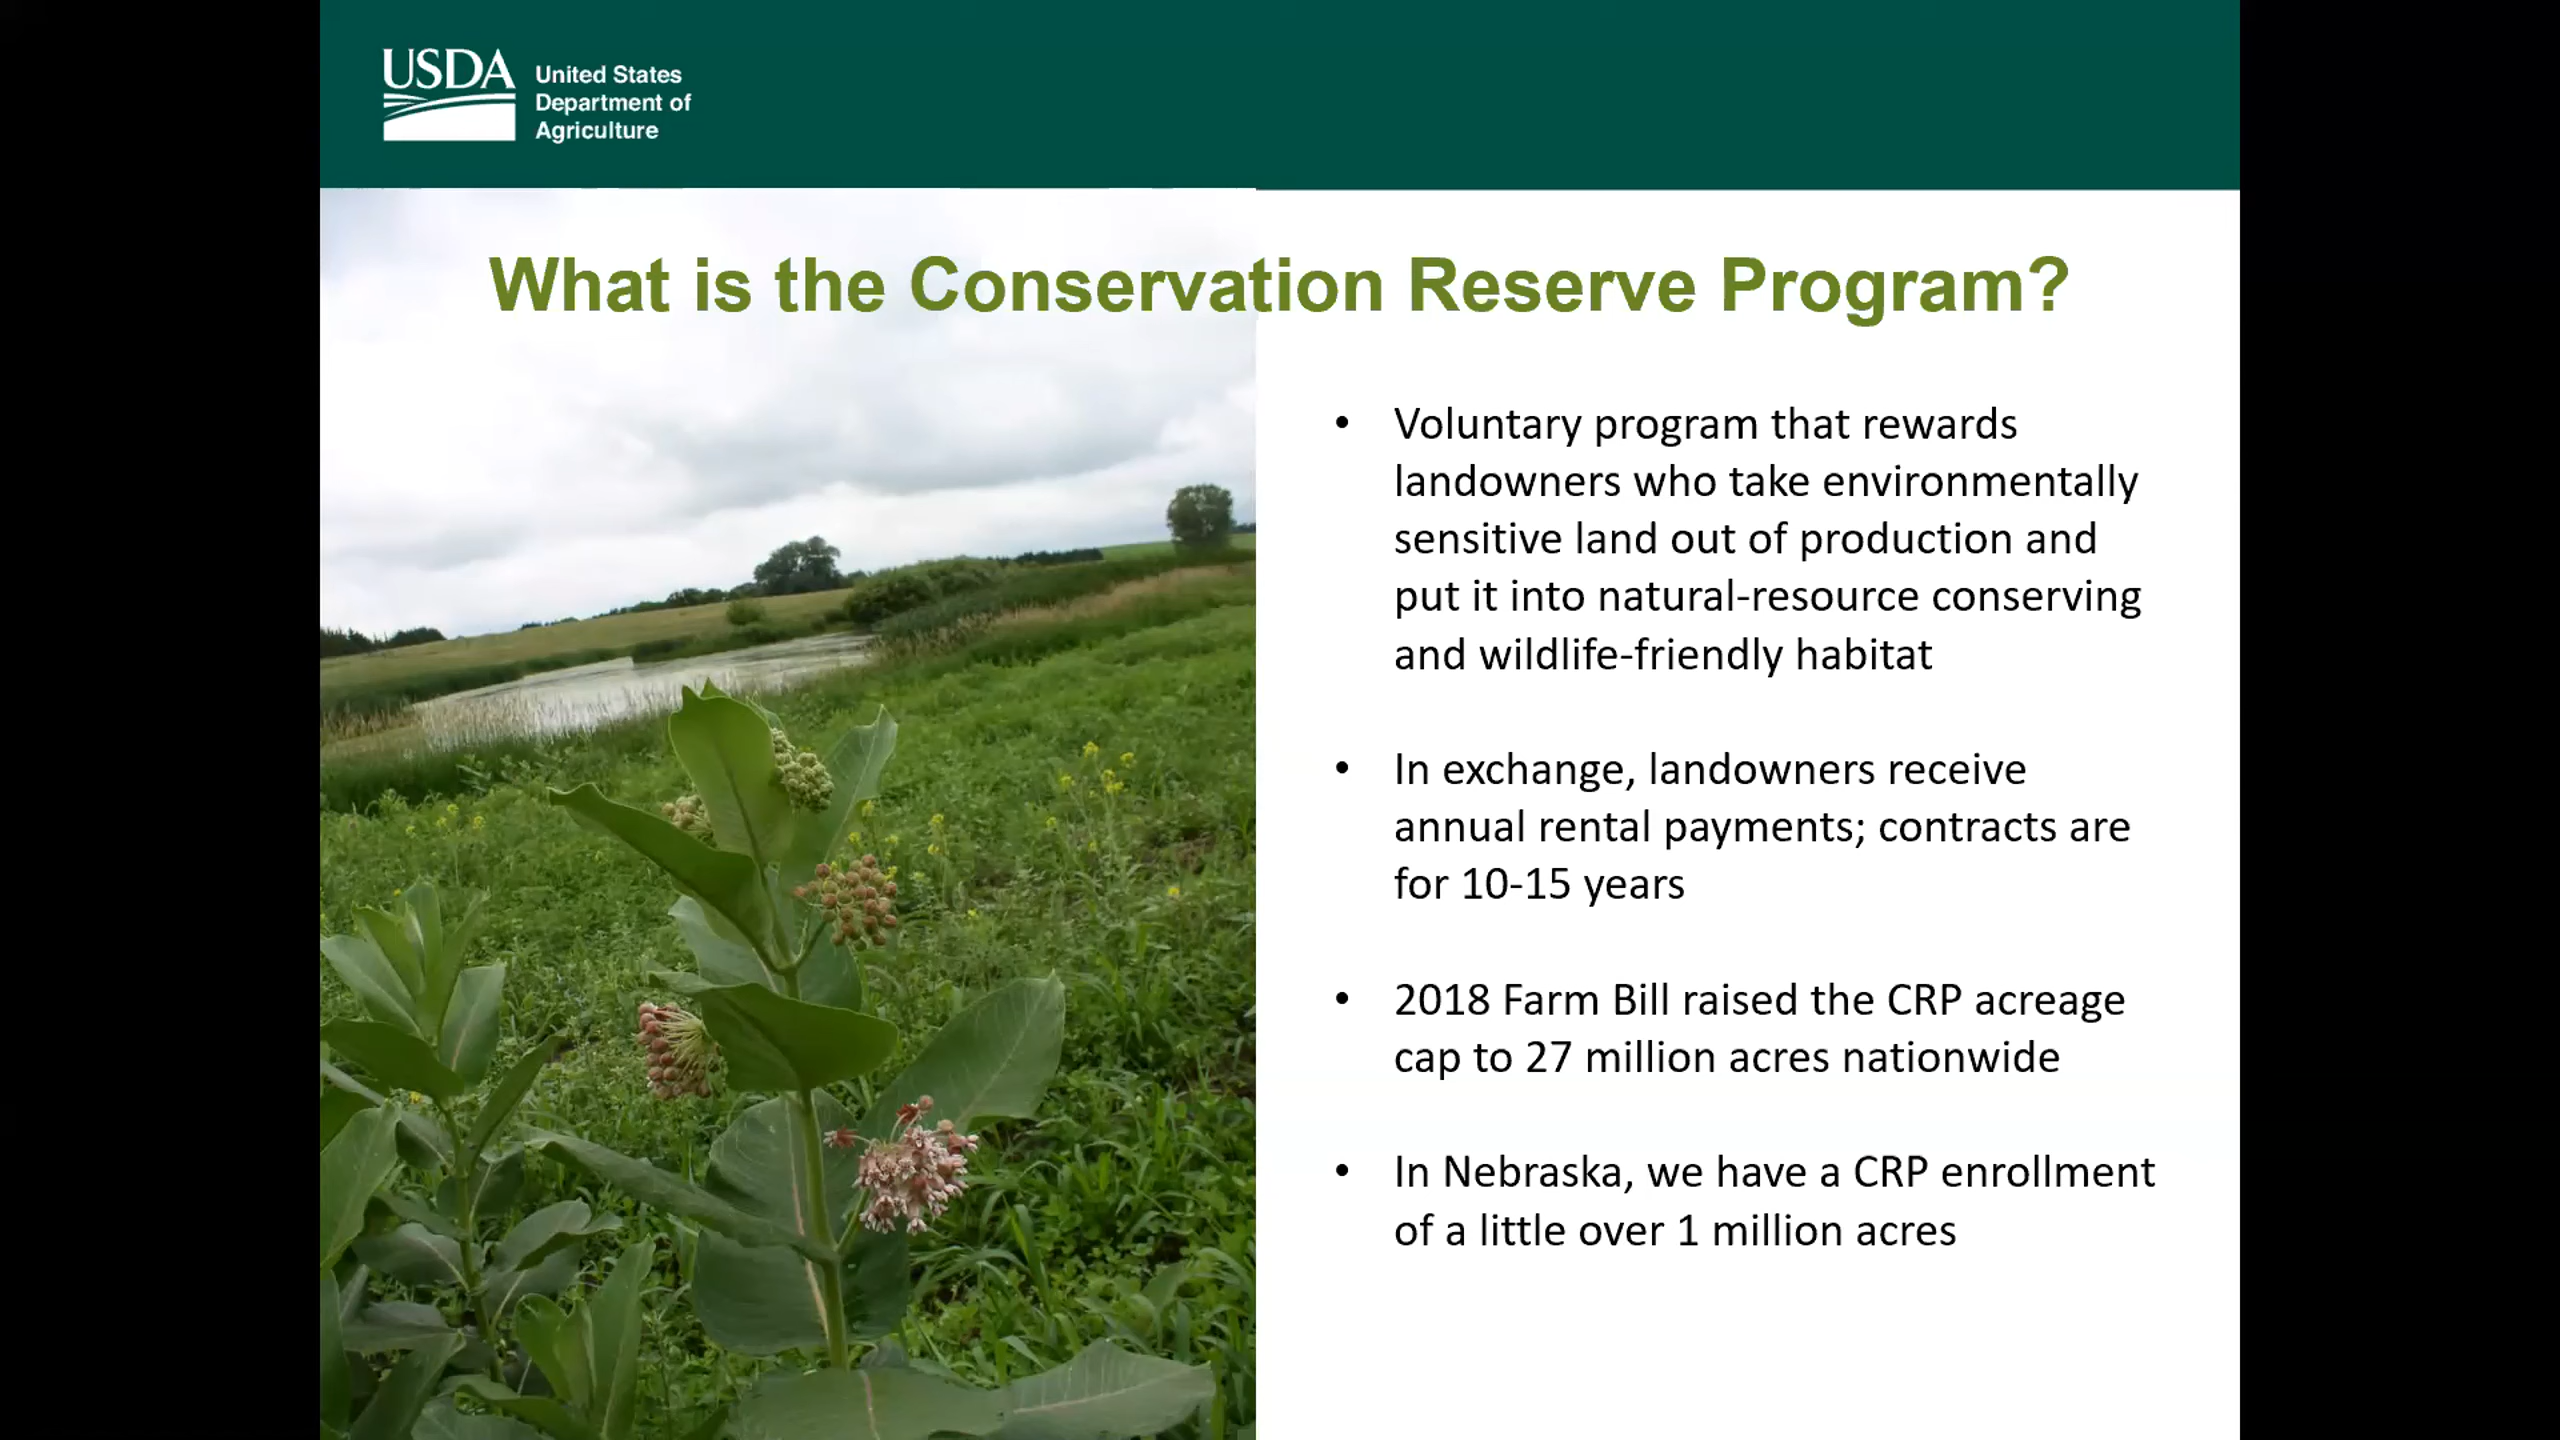 USDA
United States
Department of
Agriculture
What is the Conservation Reserve Program?
• Voluntary program that rewards
landowners who take environmentally
sensitive land out of production and
put it into natural-resource conserving
and wildlife-friendly habitat
• In exchange, landowners receive
annual rental payments; contracts are
for 10-15 years
• 2018 Farm Bill raised the CRP acreage
cap to 27 million acres nationwide
• In Nebraska, we have a CRP enrollment
of a little over 1 million acres